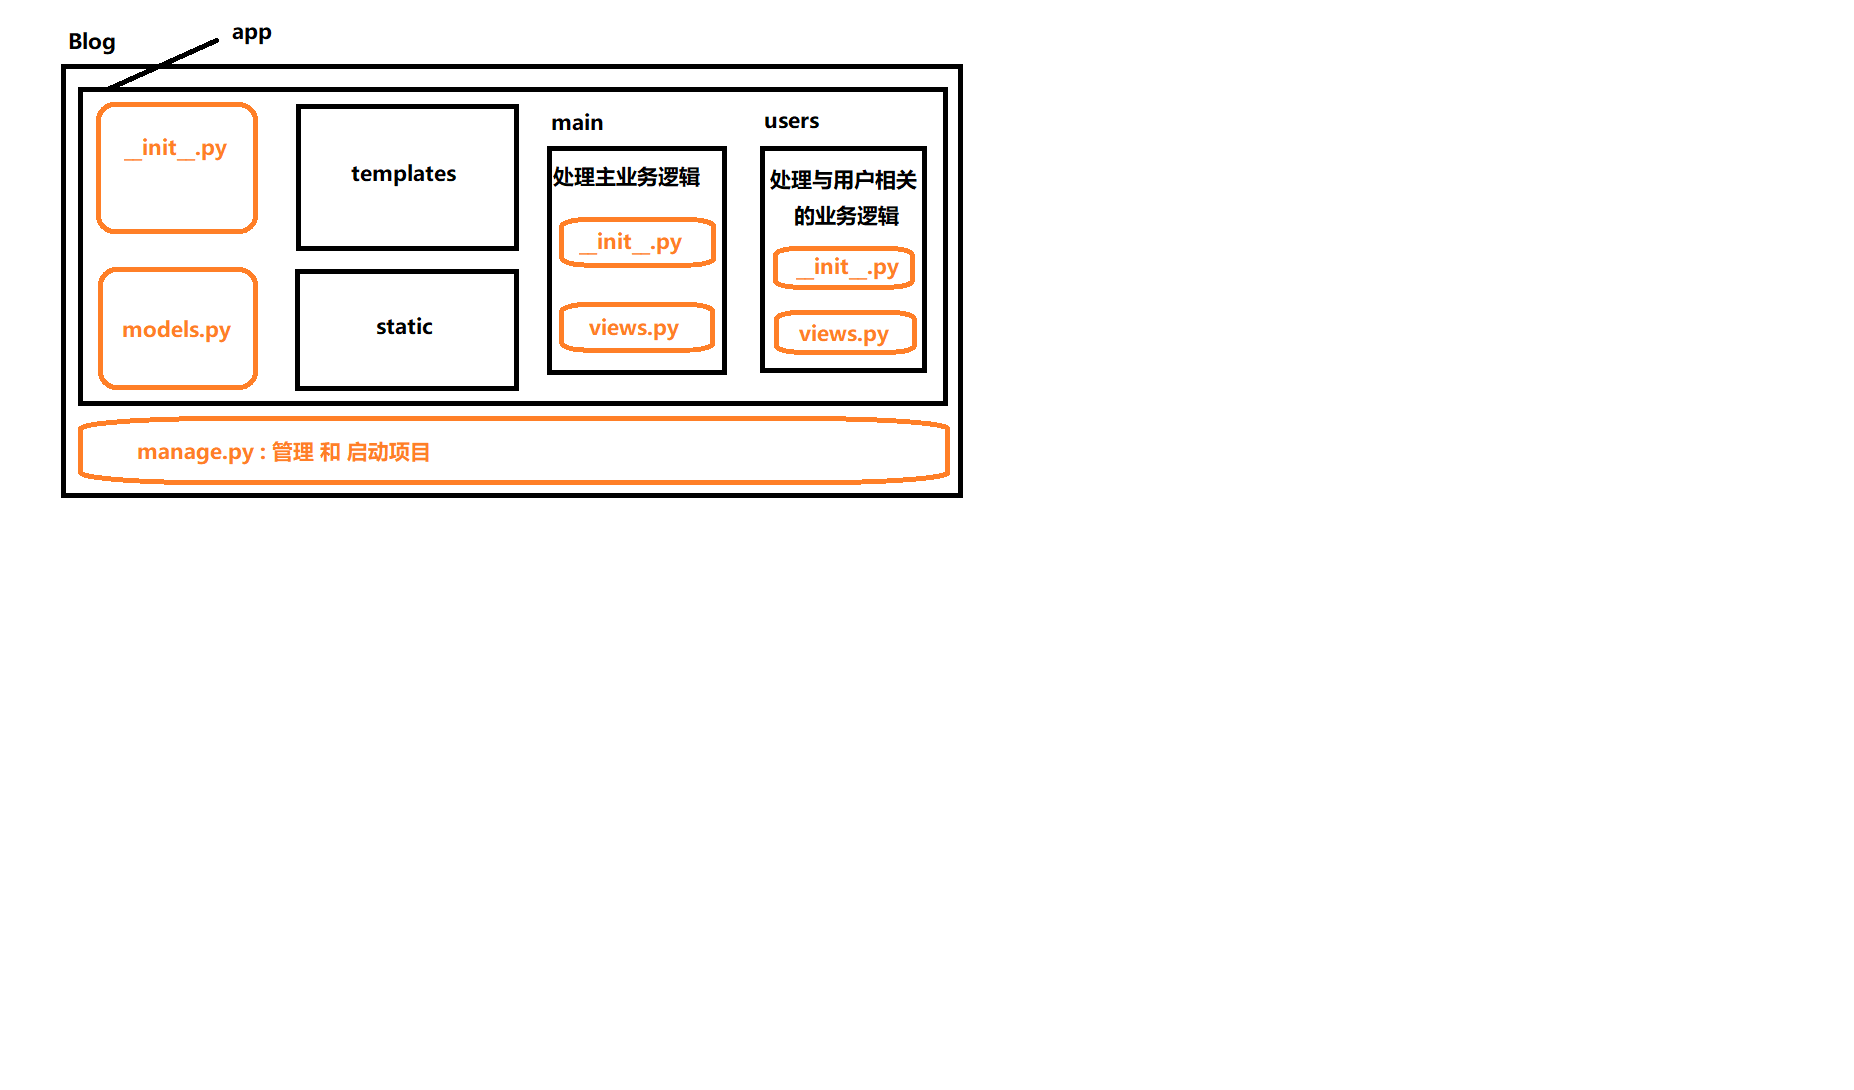 Blog
app
__init__.py
models.py
templates
static
main
处理主业务逻辑
__init__.py
views.py
users
处理与用户相关
的业务逻辑
__init__.py
views.py
manage.py : 管理 和 启动项目